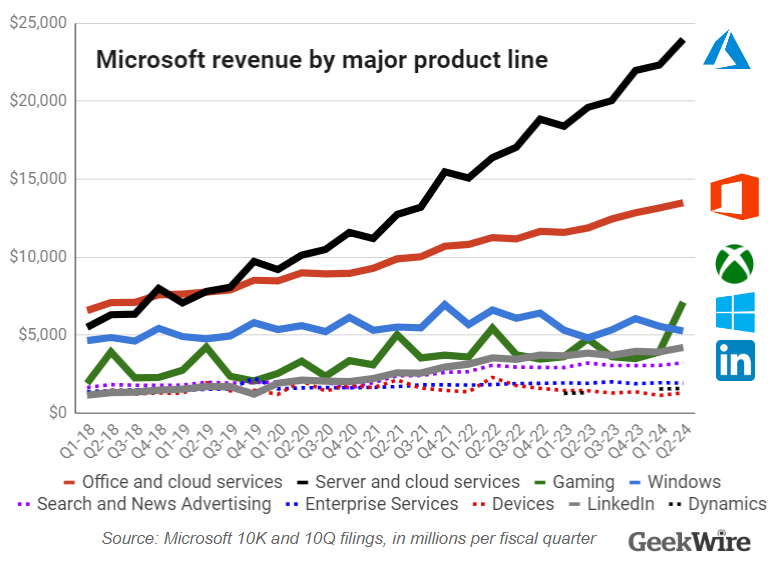 $25,000
Microsoft revenue by major product line
$20,000
$15,000
$10,000
$5,000
$0
Q1-18
Q2-18
Q3-18
Q4-18
Q1-19
Q2-19
Q3-19
Q4-19
Q1-20
Q2-20
Q3-20
Q4-20
Q1-21
Q2-21
Q3-21
Q4-21
Q1-22
Q2-22
Q3-22
Q4-22
Q1-23
Q2-23
Q3-23
Q4-23
Q1-24
Q2-24
in
Office and cloud services Server and cloud services Gaming Windows
Search and News Advertising Enterprise Services Devices LinkedIn Dynamics
Source: Microsoft 10K and 10Q filings, in millions per fiscal quarter
GeekWire